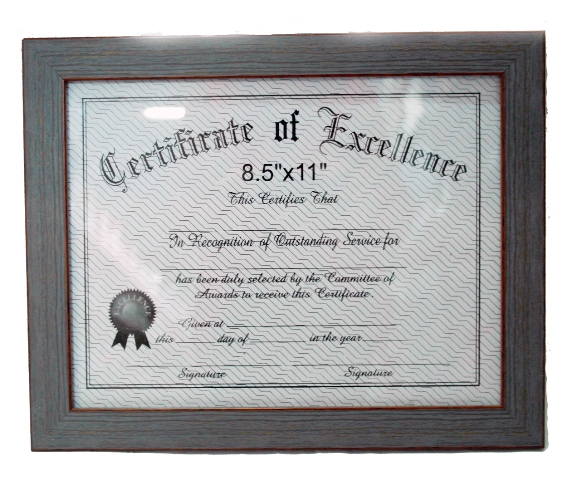 Certificate of Excellence
8.5"x11"
This Certifies That
In Recognition of Outstanding Service for
has been duly selected by the Committee of
Awards to receive this Certificate.
Given at
this day of in the year
Signature Signature